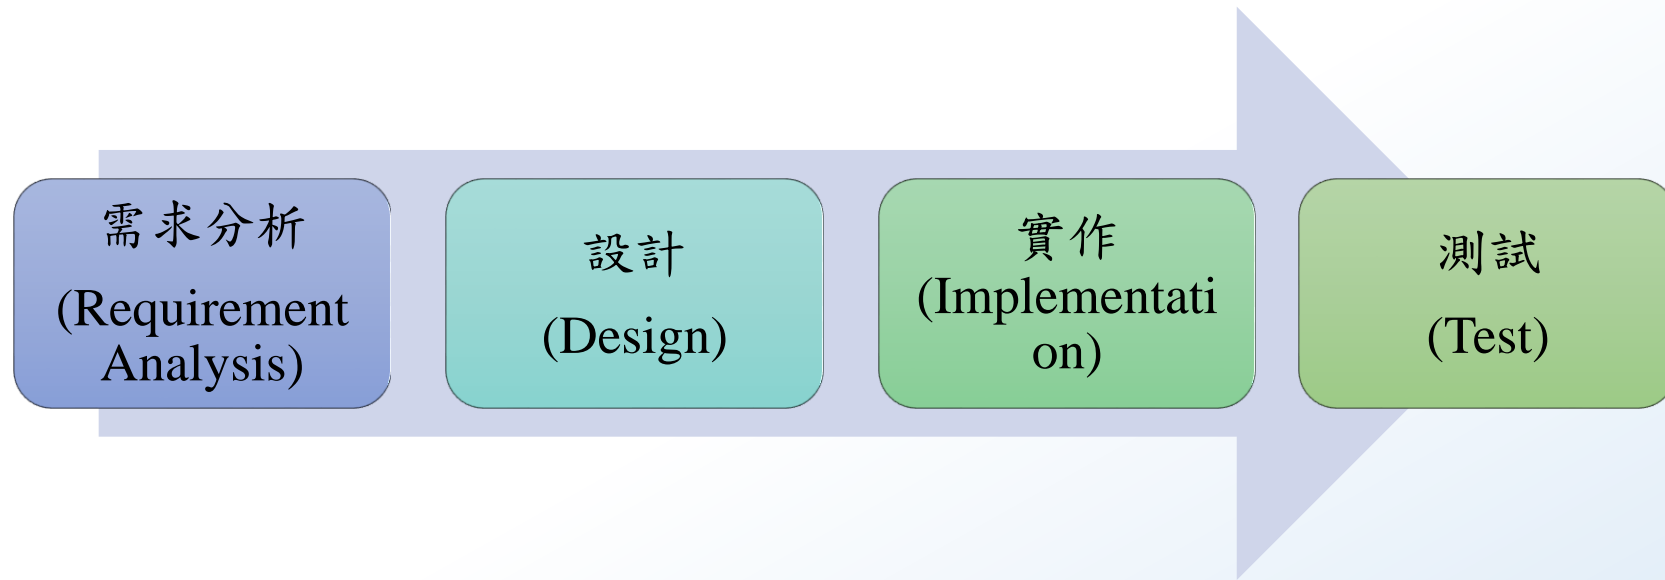 需求分析
(Requirement
Analysis)
設計
(Design)
實作
(Implementati
on)
測試
(Test)